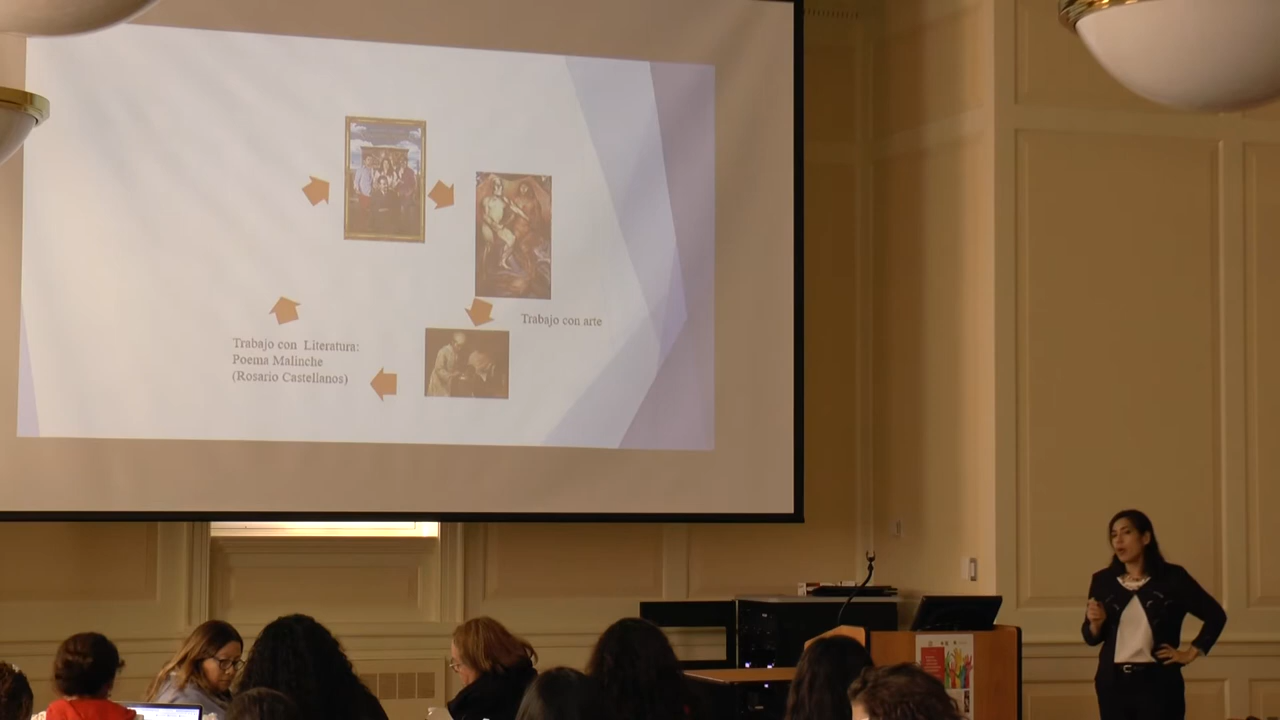 Trabajo con arte
Trabajo con Literatura:
Poema Malinche
(Rosario Castellanos)